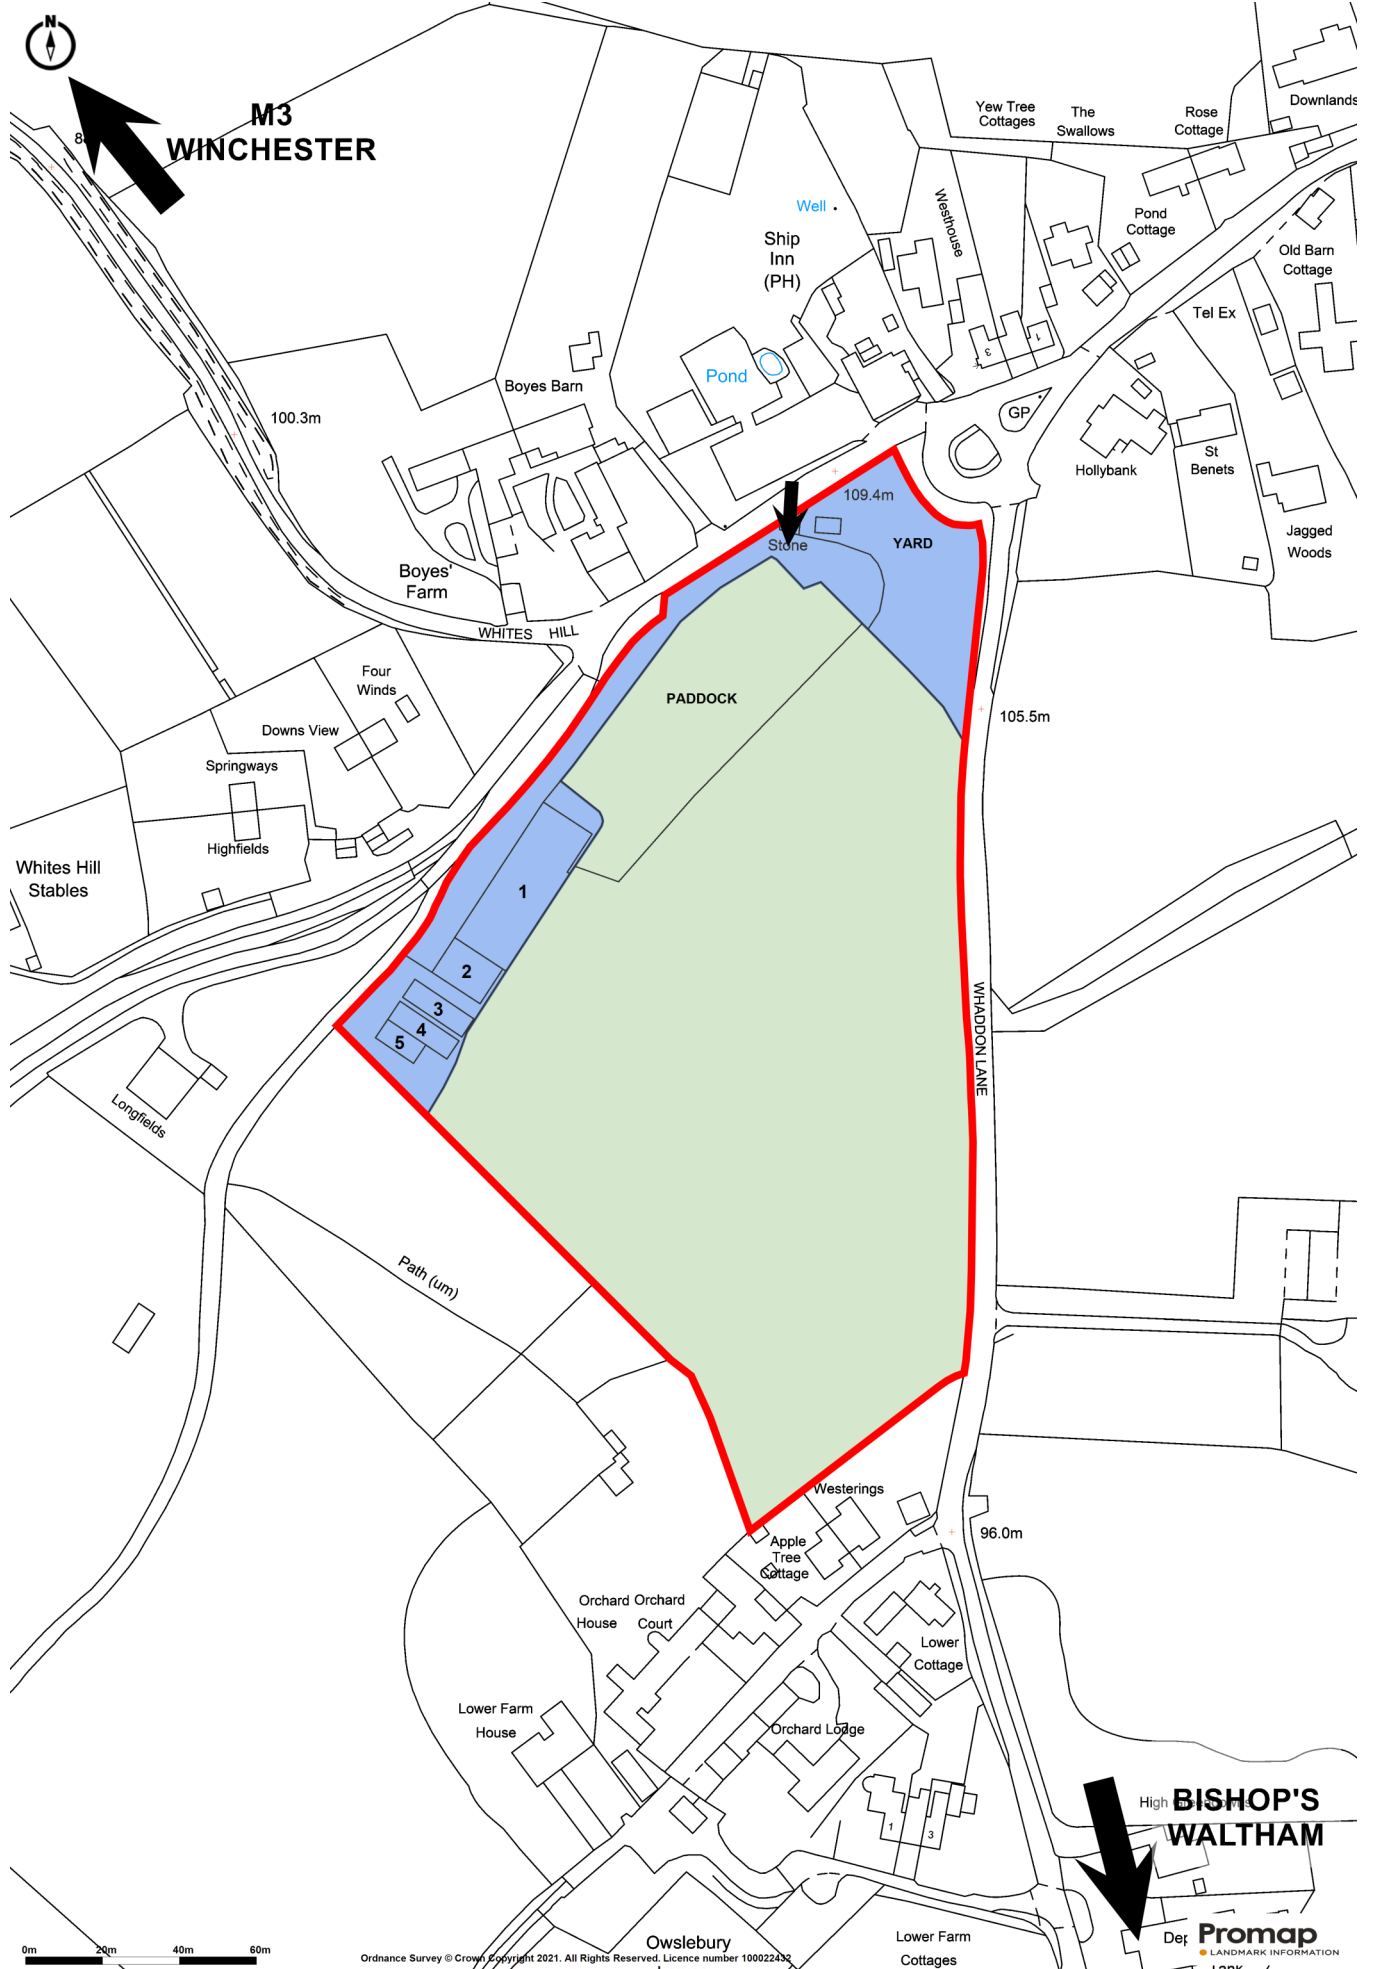 N
M3
WINCHESTER
Yew Tree
Cottages
The
Swallows
Rose
Cottage
Downlands
Well
Ship
Inn
(PH)
Westhouse
Pond
Cottage
Old Barn
Cottage
Tel Ex
3
1
Pond
Boyes Barn
100.3m
GP
Hollybank
St
Benets
109.4m
YARD
Stone
Jagged
Woods
Boyes'
Farm
WHITES HILL
Four
Winds
PADDOCK
105.5m
Downs View
Springways
Highfields
Whites Hill
Stables
1
2
3
4
5
WHADDON LANE
Longfields
Path (um)
Westerings
96.0m
Apple
Tree
Cottage
Orchard
House
Orchard
Court
Lower
Cottage
Lower Farm
House
Orchard Lodge
1
3
High
BISHOP'S
WALTHAM
Owslebury
Lower Farm
Cottages
Promap
LANDMARK INFORMATION
0m 20m 40m 60m
Ordnance Survey © Crown Copyright 2021. All Rights Reserved. Licence number 100022432